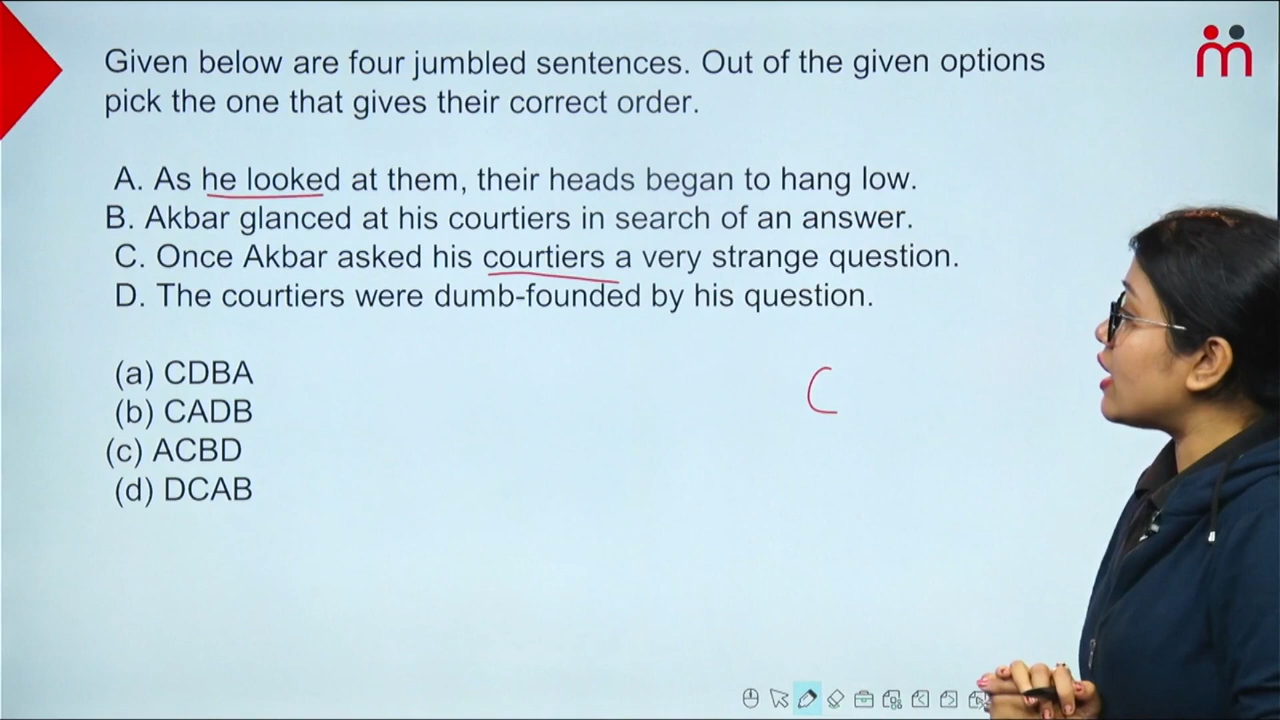 Given below are four jumbled sentences. Out of the given options
pick the one that gives their correct order.
A. As he looked at them, their heads began to hang low.
B. Akbar glanced at his courtiers in search of an answer.
C. Once Akbar asked his courtiers a very strange question.
D. The courtiers were dumb-founded by his question.
(a) CDBA
(b) CADB
(c) ACBD
(d) DCAB
C